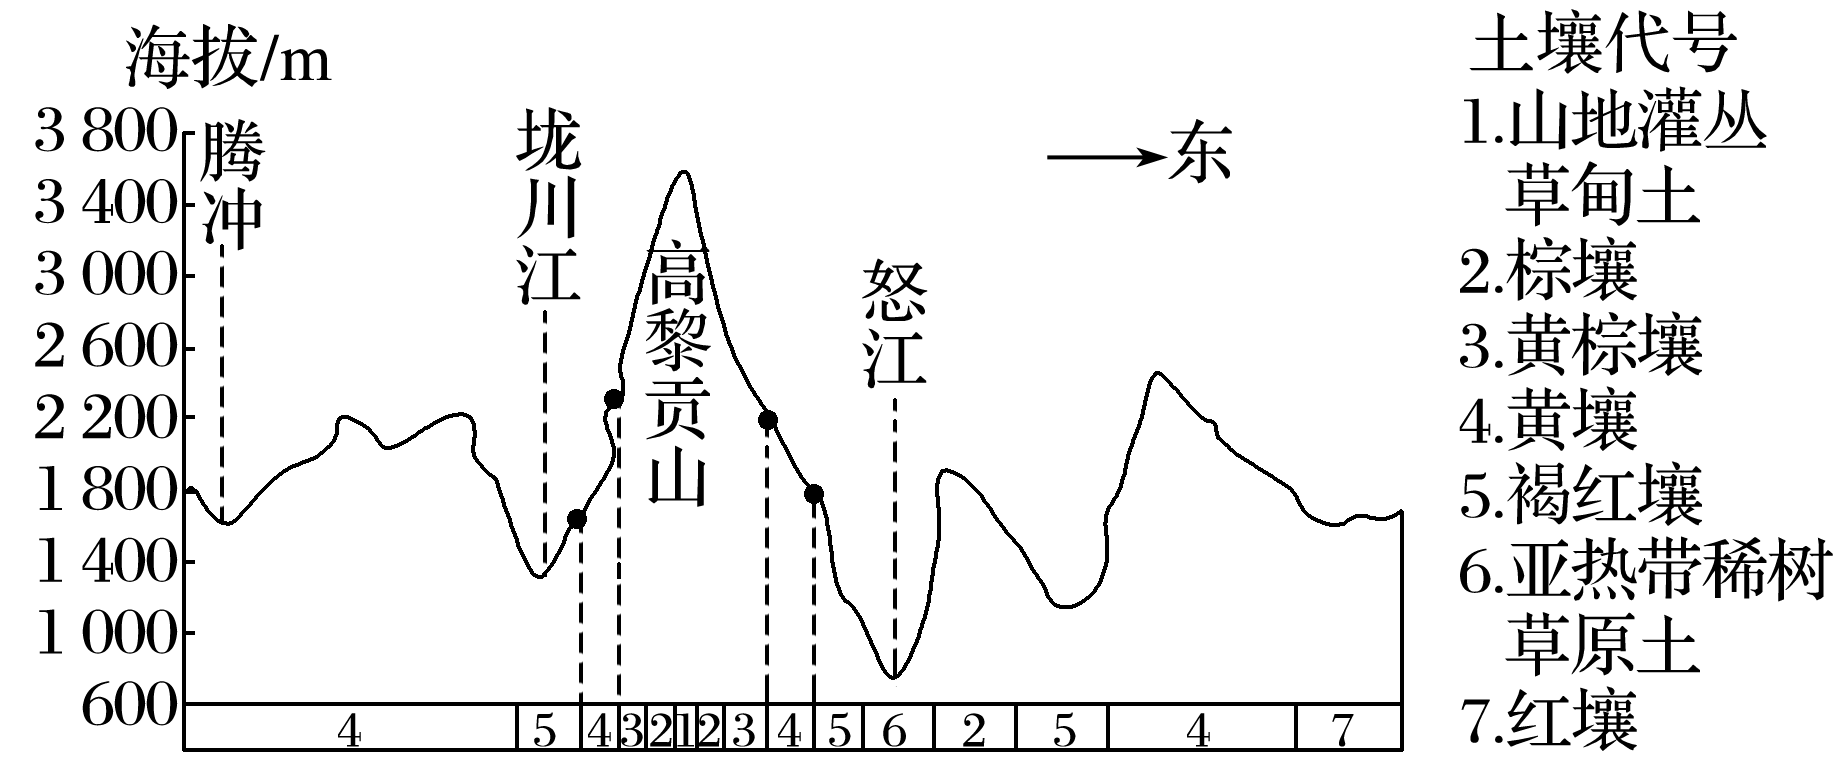 海拔/m
3 800
3 400
3 000
2 600
2 200
1 800
1 400
1 000
600
腾冲
垅川江
高黎贡山
怒江
东
4 5 4 3 2 1 2 3 4 5 6 2 5 4 7
土壤代号
1.山地灌丛
草甸土
2.棕壤
3.黄棕壤
4.黄壤
5.褐红壤
6.亚热带稀树
草原土
7.红壤